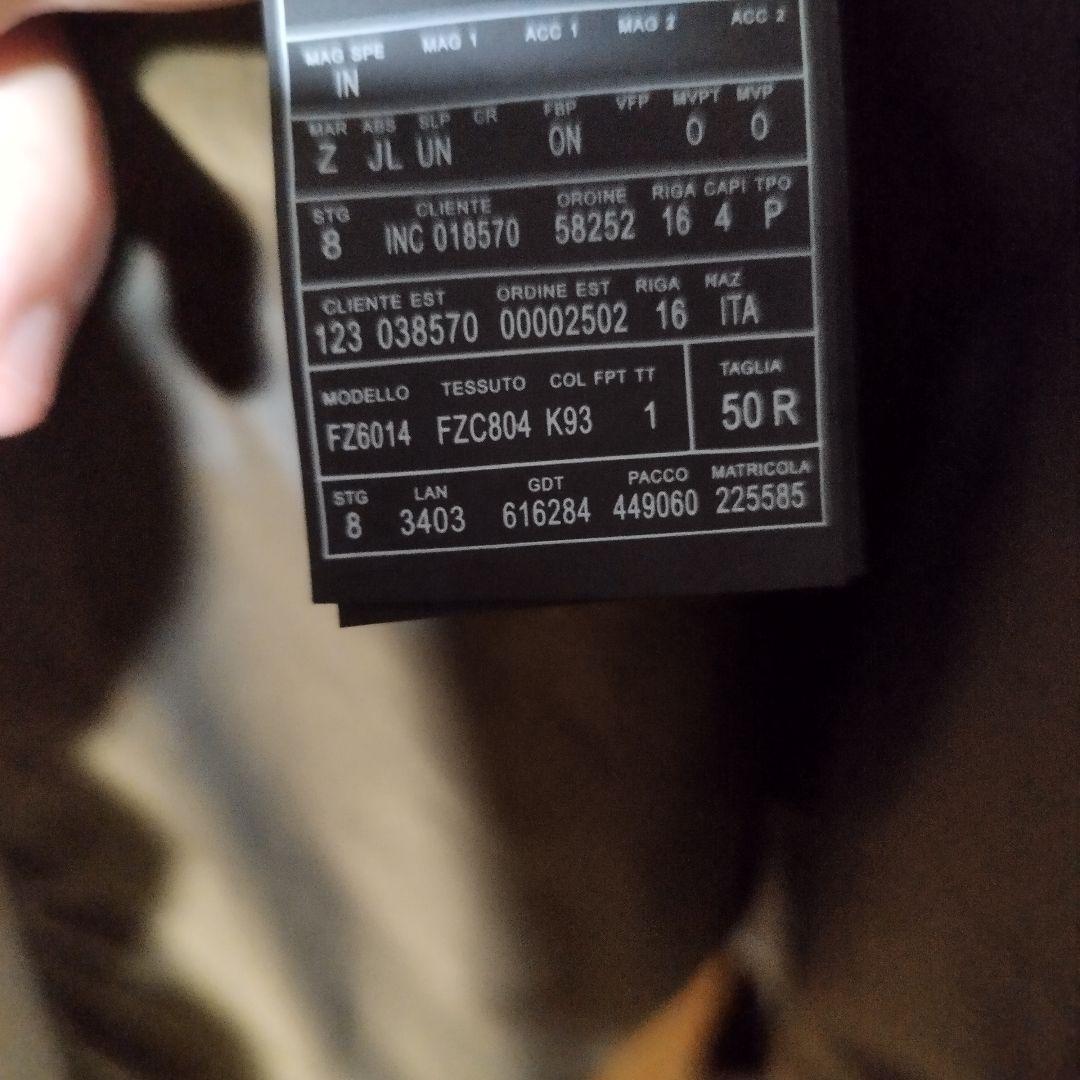 MAG SPE MAG 1 ACC 1 MAG 2 ACC 2
IN
MAR ABS SLP CR FBP VFP MVPT MVP
Z JL UN ON 0 0
STG CLIENTE ORDINE RIGA CAPI TPO
8 INC 018570 58252 16 4 P
CLIENTE EST ORDINE EST RIGA NAZ
123 038570 00002502 16 ITA
MODELLO TESSUTO COL FPT TT TAGLIA
FZ6014 FZC804 K93 1 50 R
STG LAN GDT PACCO MATRICOLA
8 3403 616284 449060 225585